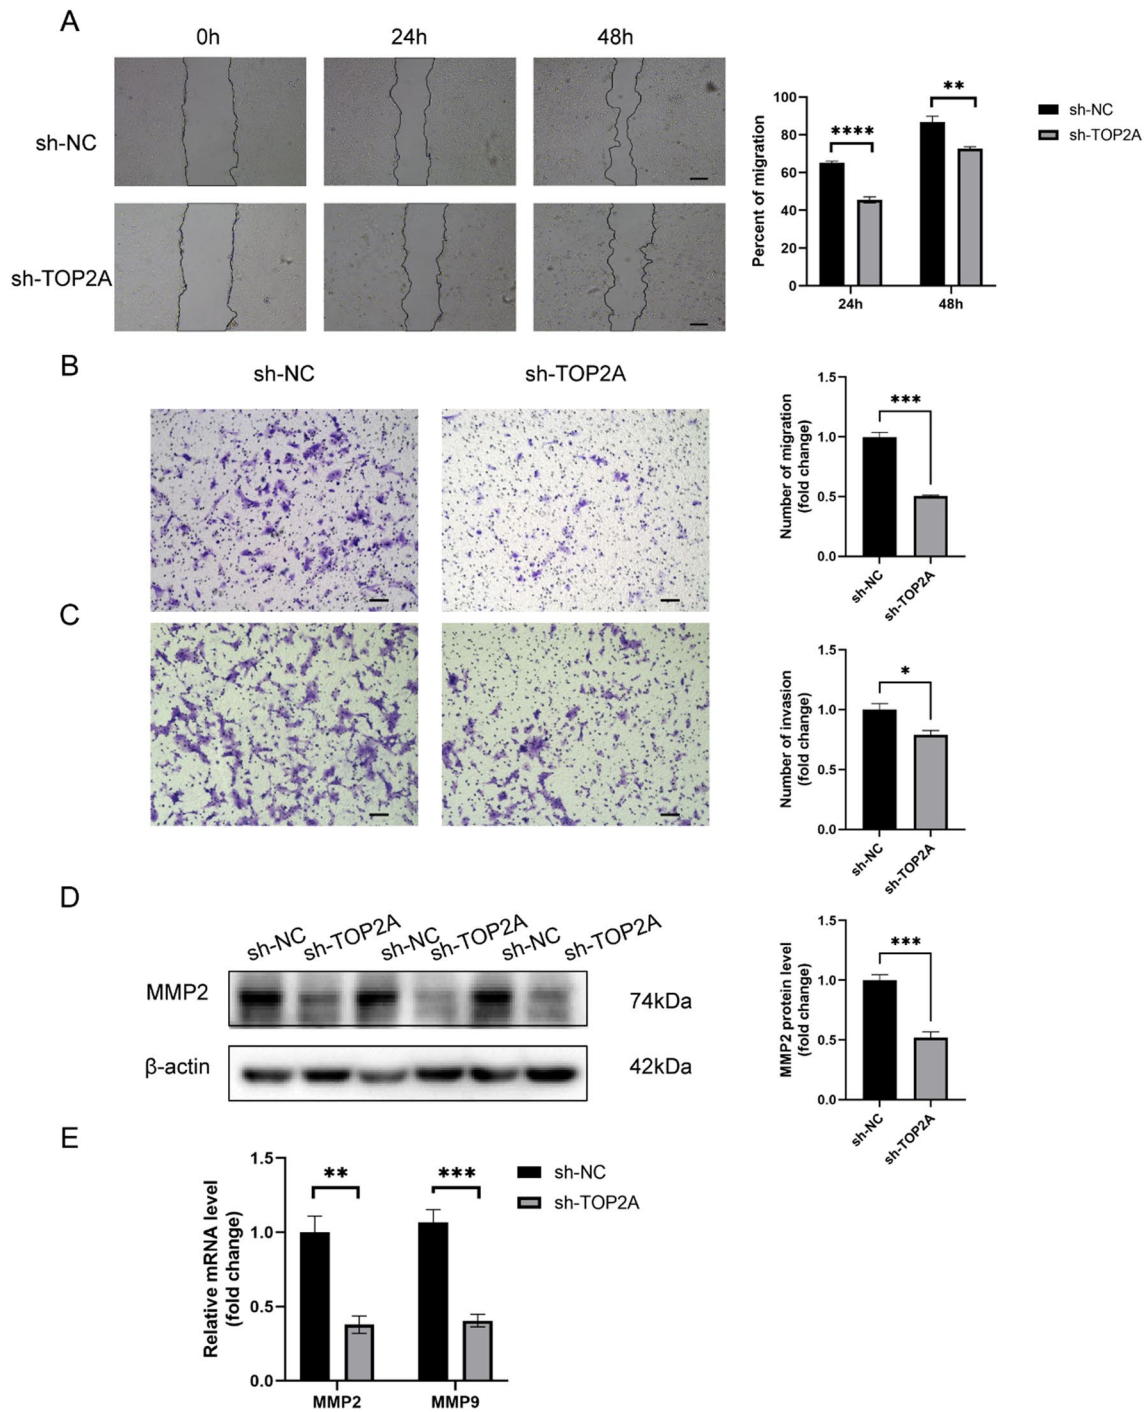 A
0h 24h 48h
sh-NC
sh-TOP2A
Percent of migration
100
80
60
40
20
0
**** **
24h 48h
sh-NC
sh-TOP2A
B
sh-NC sh-TOP2A
Number of migration
(fold change)
1.5
1.0
0.5
0.0
***
sh-NC sh-TOP2A
C
Number of invasion
(fold change)
1.5
1.0
0.5
0.0
*
sh-NC sh-TOP2A
D
sh-NC sh-TOP2A sh-NC sh-TOP2A sh-NC sh-TOP2A
MMP2 74kDa
β-actin 42kDa
MMP2 protein level
(fold change)
1.5
1.0
0.5
0.0
***
sh-NC sh-TOP2A
E
Relative mRNA level
(fold change)
1.5
1.0
0.5
0.0
** ***
MMP2 MMP9
sh-NC
sh-TOP2A